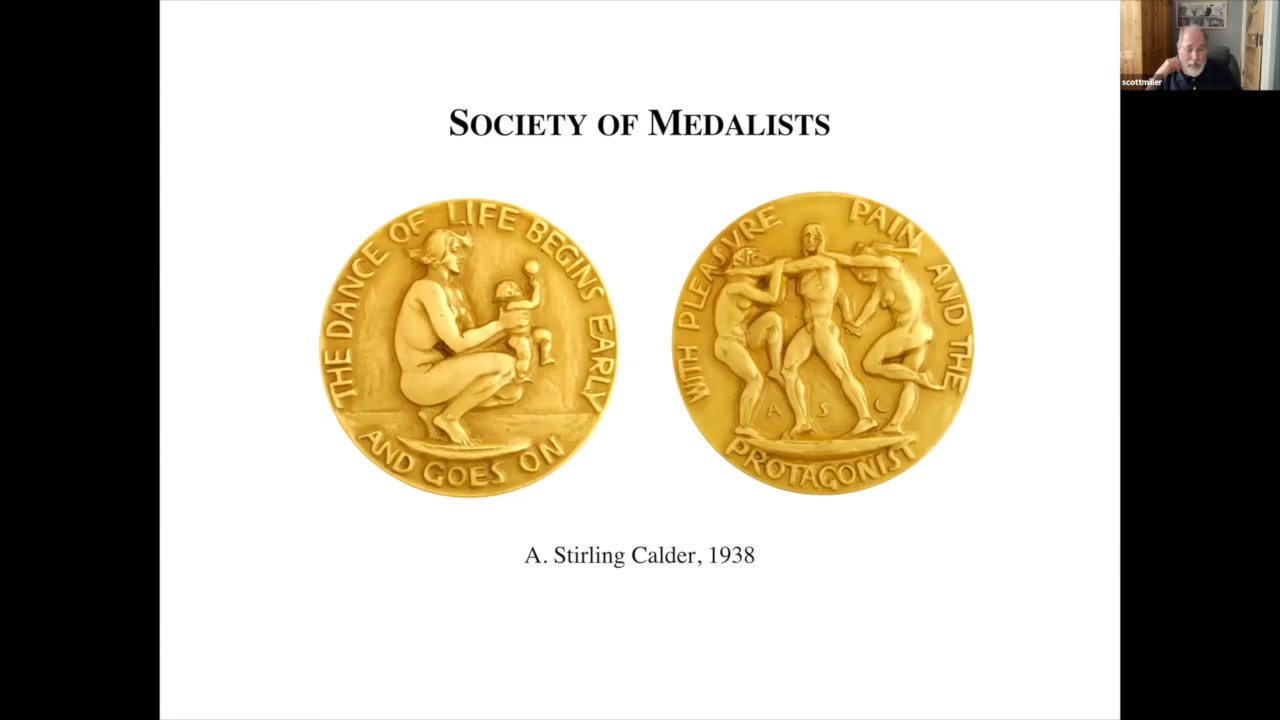 scottmiller
SOCIETY OF MEDALISTS
THE DANCE OF LIFE BEGINS EARLY
AND GOES ON
WITH PLEASVRE PAIN AND THE
PROTAGONIST
A S C
A. Stirling Calder, 1938